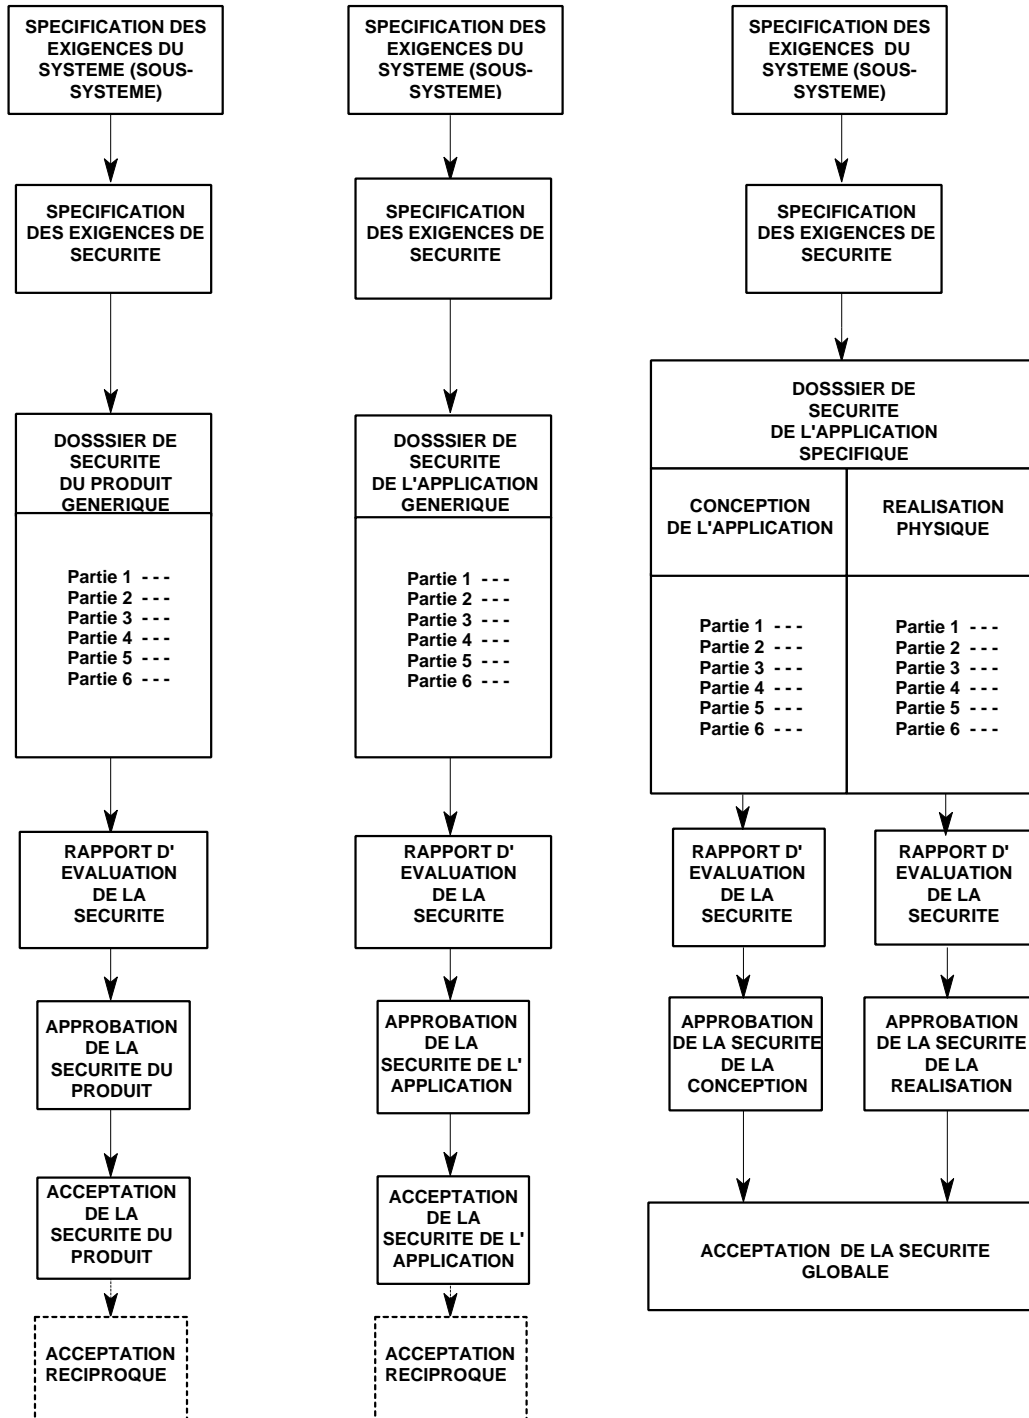 SPECIFICATION DES
EXIGENCES DU
SYSTEME (SOUS-
SYSTEME)
SPECIFICATION
DES EXIGENCES DE
SECURITE
DOSSSIER DE
SECURITE
DU PRODUIT
GENERIQUE
Partie 1 - - -
Partie 2 - - -
Partie 3 - - -
Partie 4 - - -
Partie 5 - - -
Partie 6 - - -
RAPPORT D'
EVALUATION
DE LA
SECURITE
APPROBATION
DE LA
SECURITE DU
PRODUIT
ACCEPTATION
DE LA
SECURITE DU
PRODUIT
ACCEPTATION
RECIPROQUE
SPECIFICATION DES
EXIGENCES DU
SYSTEME (SOUS-
SYSTEME)
SPECIFICATION
DES EXIGENCES DE
SECURITE
DOSSSIER DE
SECURITE
DE L'APPLICATION
GENERIQUE
Partie 1 - - -
Partie 2 - - -
Partie 3 - - -
Partie 4 - - -
Partie 5 - - -
Partie 6 - - -
RAPPORT D'
EVALUATION
DE LA
SECURITE
APPROBATION
DE LA
SECURITE DE L'
APPLICATION
ACCEPTATION
DE LA
SECURITE DE L'
APPLICATION
ACCEPTATION
RECIPROQUE
SPECIFICATION DES
EXIGENCES DU
SYSTEME (SOUS-
SYSTEME)
SPECIFICATION
DES EXIGENCES DE
SECURITE
DOSSSIER DE
SECURITE
DE L'APPLICATION
SPECIFIQUE
CONCEPTION
DE L'APPLICATION
Partie 1 - - -
Partie 2 - - -
Partie 3 - - -
Partie 4 - - -
Partie 5 - - -
Partie 6 - - -
RAPPORT D'
EVALUATION
DE LA
SECURITE
APPROBATION
DE LA SECURITE
DE LA
CONCEPTION
REALISATION
PHYSIQUE
Partie 1 - - -
Partie 2 - - -
Partie 3 - - -
Partie 4 - - -
Partie 5 - - -
Partie 6 - - -
RAPPORT D'
EVALUATION
DE LA
SECURITE
APPROBATION
DE LA SECURITE
DE LA
REALISATION
ACCEPTATION DE LA SECURITE
GLOBALE